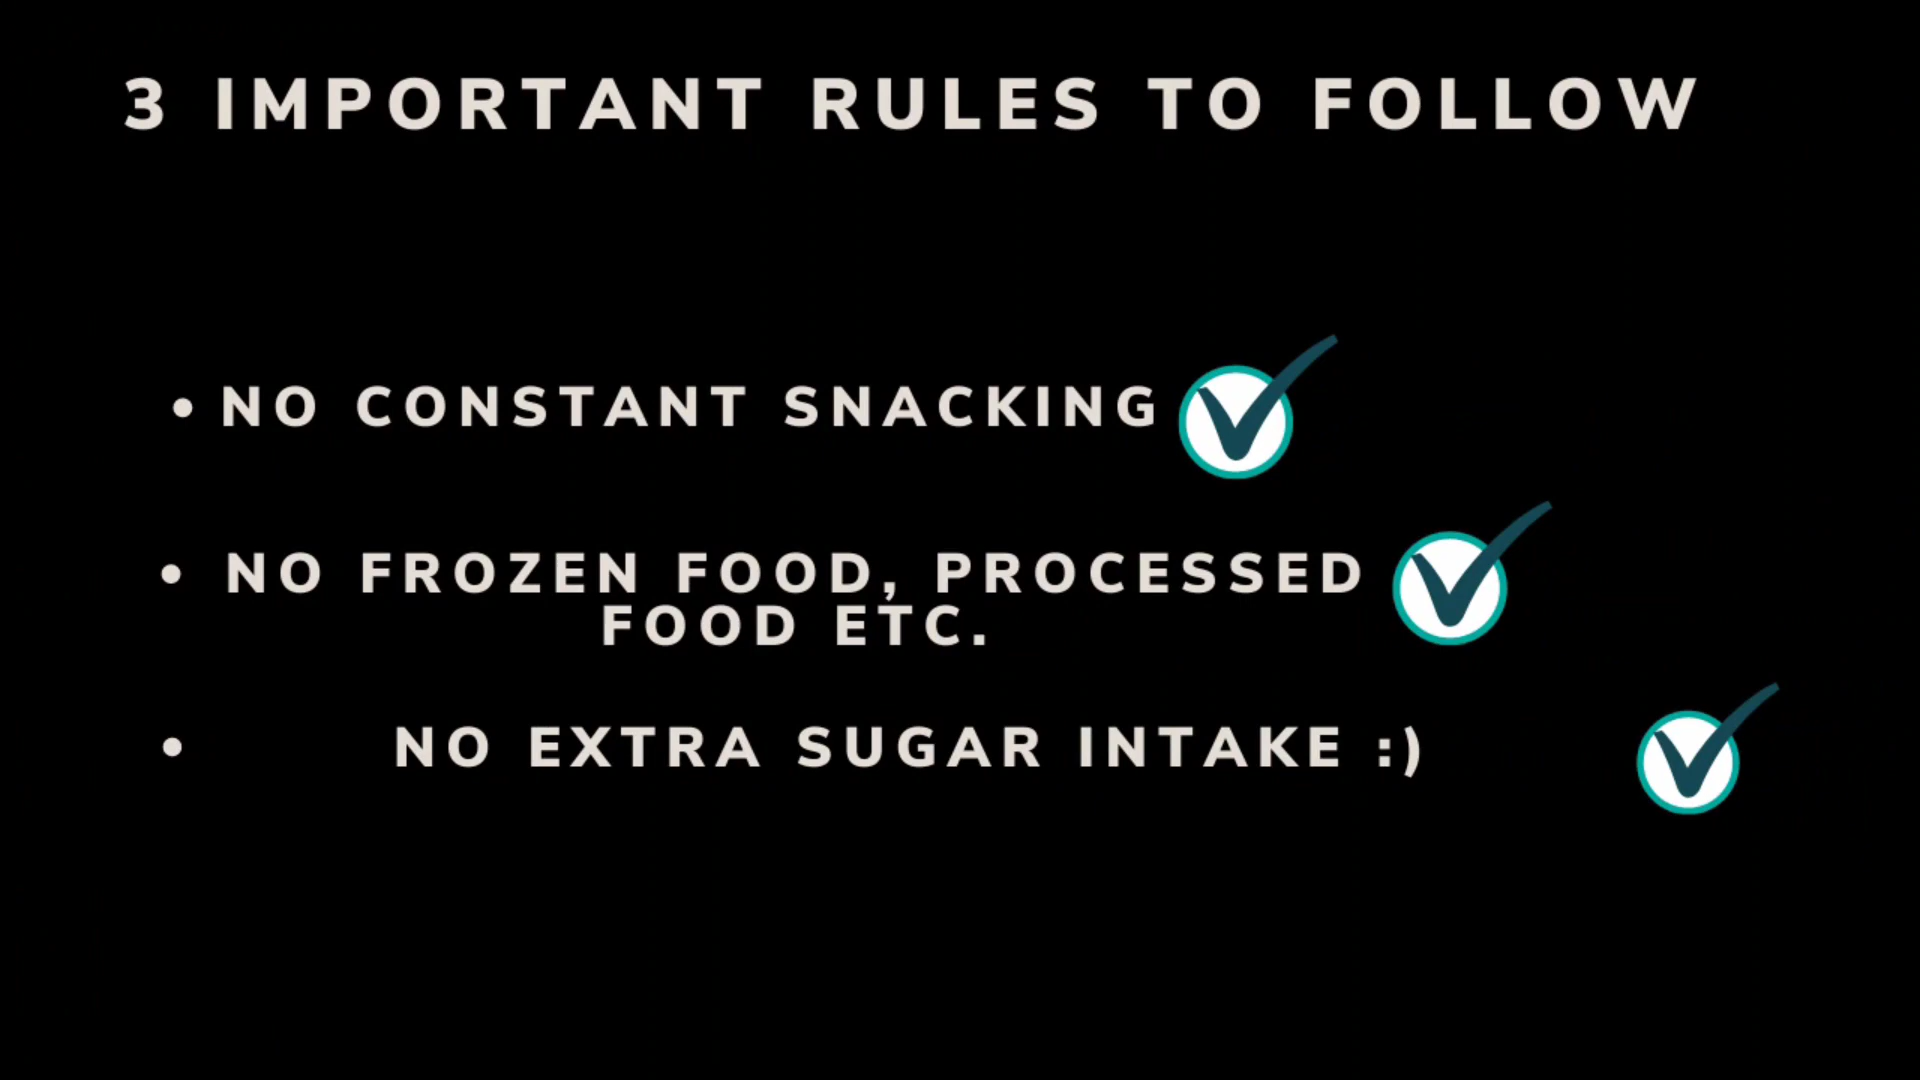 3 IMPORTANT RULES TO FOLLOW
• NO CONSTANT SNACKING
• NO FROZEN FOOD, PROCESSED
FOOD ETC.
• NO EXTRA SUGAR INTAKE :)